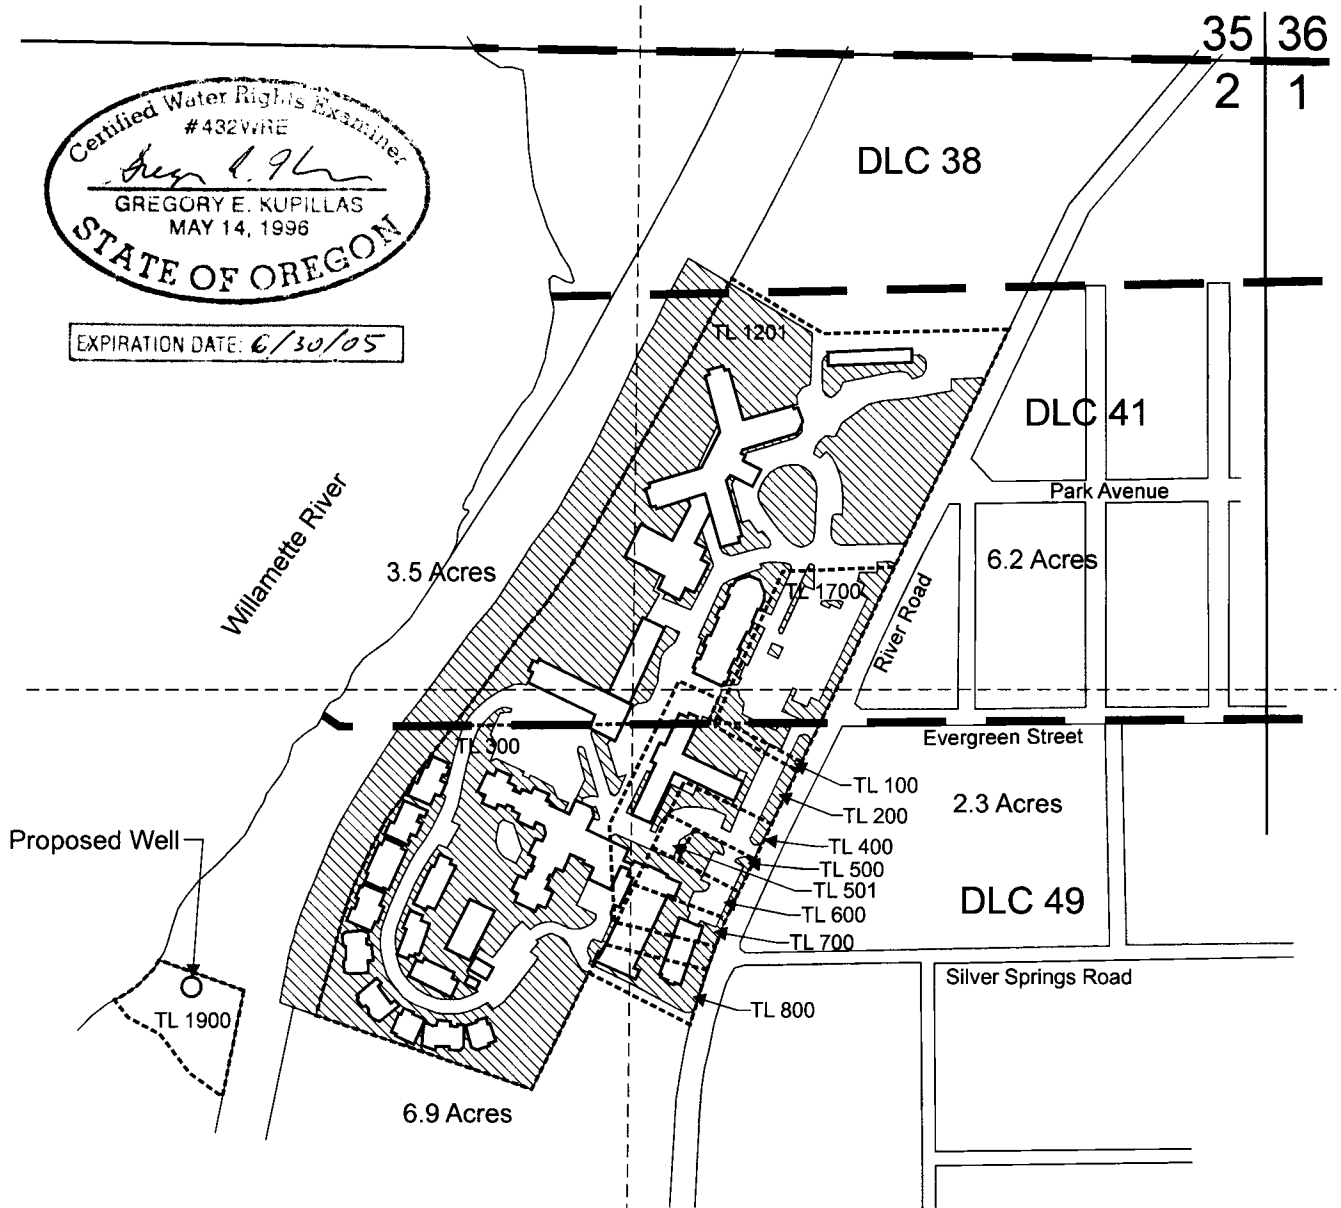 35 36
2 1
Certified Water Rights Examiner
#432WRE
GREGORY E. KUPILLAS
MAY 14, 1996
STATE OF OREGON
EXPIRATION DATE: 6/30/05
DLC 38
TL 1201
DLC 41
Park Avenue
Willamette River
3.5 Acres
6.2 Acres
TL 1700
River Road
Evergreen Street
TL 300
TL 100
2.3 Acres
TL 200
Proposed Well
TL 400
TL 500
TL 501
DLC 49
TL 600
TL 700
Silver Springs Road
TL 800
TL 1900
6.9 Acres